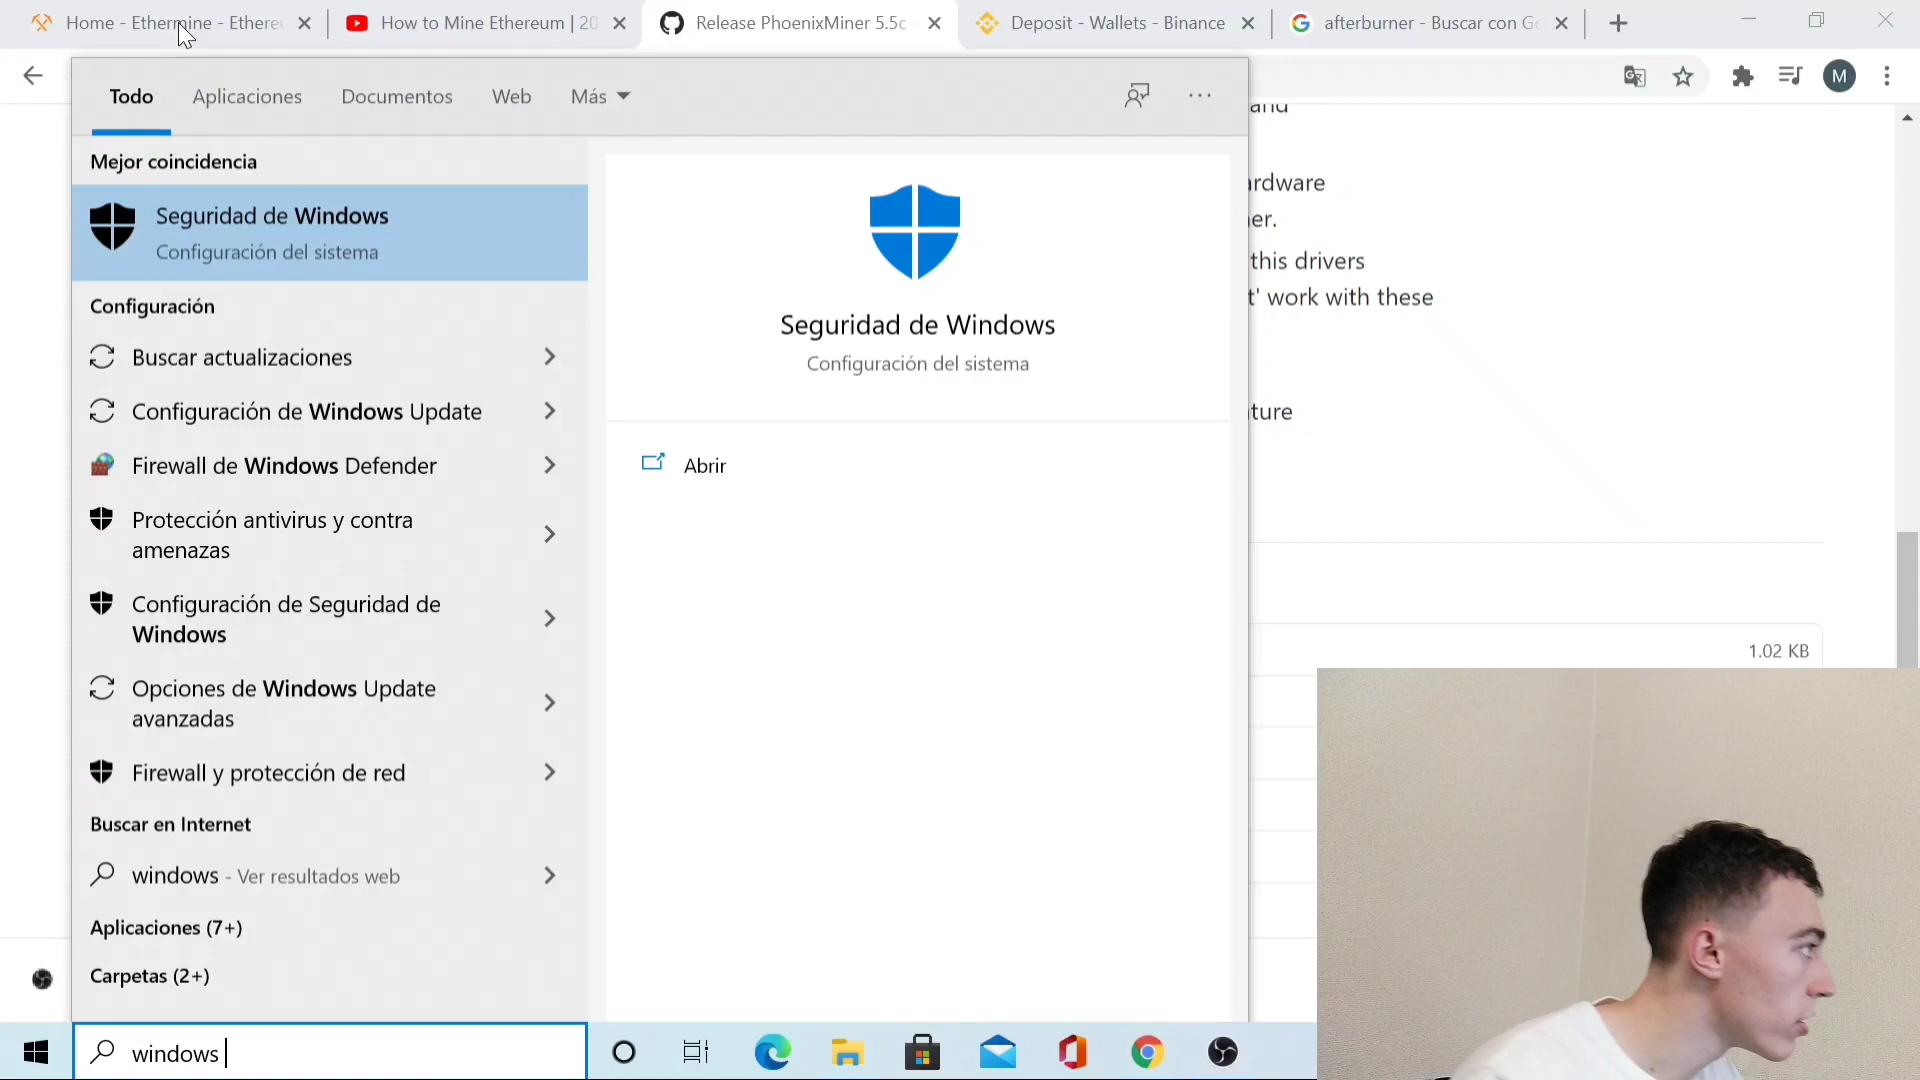 Home - Ethermine - Ethere
How to Mine Ethereum | 20
Release PhoenixMiner 5.5c
Deposit - Wallets - Binance
afterburner - Buscar con Go
M
Todo
Aplicaciones
Documentos
Web
Más
and
Mejor coincidencia
Seguridad de Windows
Configuración del sistema
Configuración
Buscar actualizaciones
Configuración de Windows Update
Firewall de Windows Defender
Protección antivirus y contra
amenazas
Configuración de Seguridad de
Windows
Opciones de Windows Update
avanzadas
Firewall y protección de red
Buscar en Internet
windows - Ver resultados web
Aplicaciones (7+)
Carpetas (2+)
windows
Seguridad de Windows
Configuración del sistema
Abrir
ardware
er.
this drivers
t' work with these
ture
1.02 KB